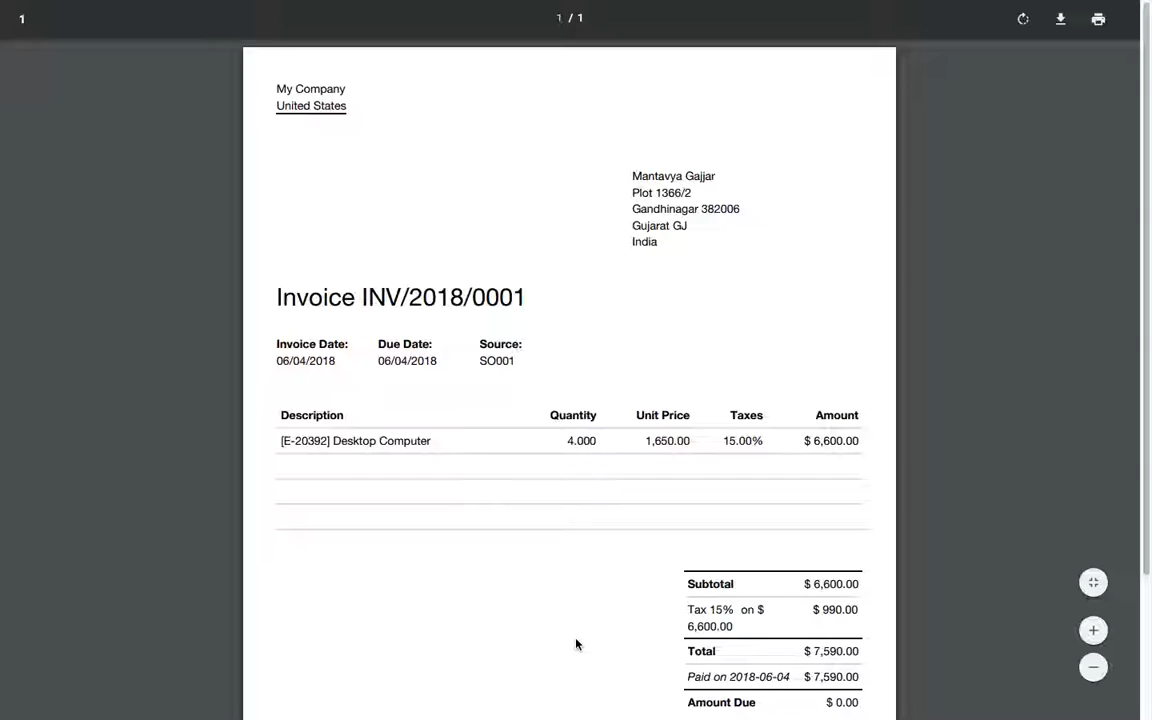 1
1 / 1
My Company
United States
Mantavya Gajjar
Plot 1366/2
Gandhinagar 382006
Gujarat GJ
India
Invoice INV/2018/0001
Invoice Date: Due Date: Source:
06/04/2018 06/04/2018 SO001
Description Quantity Unit Price Taxes Amount
[E-20392] Desktop Computer 4.000 1,650.00 15.00% $ 6,600.00
Subtotal $ 6,600.00
Tax 15% on $ $ 990.00
6,600.00
Total $ 7,590.00
Paid on 2018-06-04 $ 7,590.00
Amount Due $ 0.00